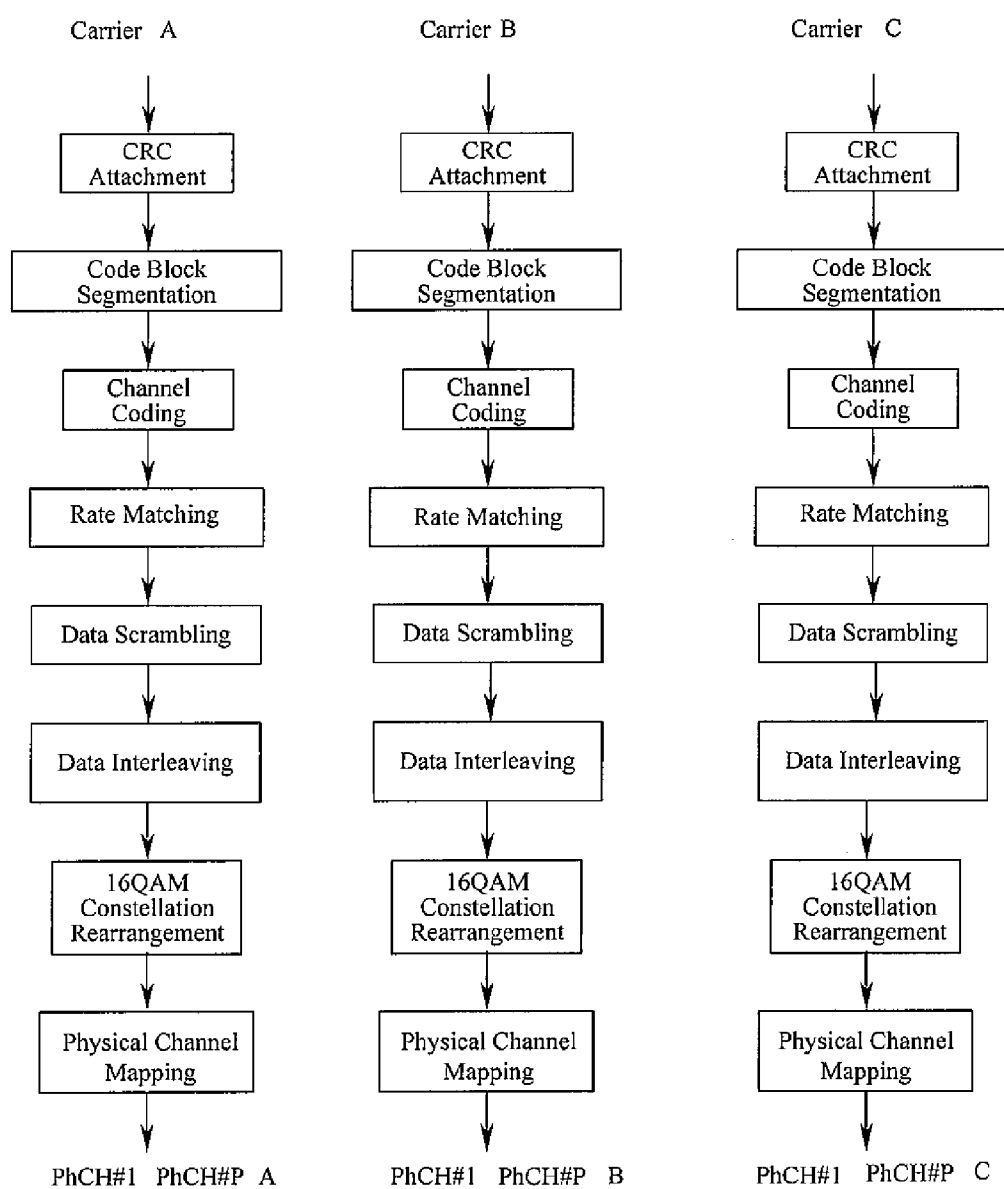 Carrier A
Carrier B
Carrier C
CRC
Attachment
CRC
Attachment
CRC
Attachment
Code Block
Segmentation
Code Block
Segmentation
Code Block
Segmentation
Channel
Coding
Channel
Coding
Channel
Coding
Rate Matching
Rate Matching
Rate Matching
Data Scrambling
Data Scrambling
Data Scrambling
Data Interleaving
Data Interleaving
Data Interleaving
16QAM
Constellation
Rearrangement
16QAM
Constellation
Rearrangement
16QAM
Constellation
Rearrangement
Physical Channel
Mapping
Physical Channel
Mapping
Physical Channel
Mapping
PhCH#1 PhCH#P A
PhCH#1 PhCH#P B
PhCH#1 PhCH#P C